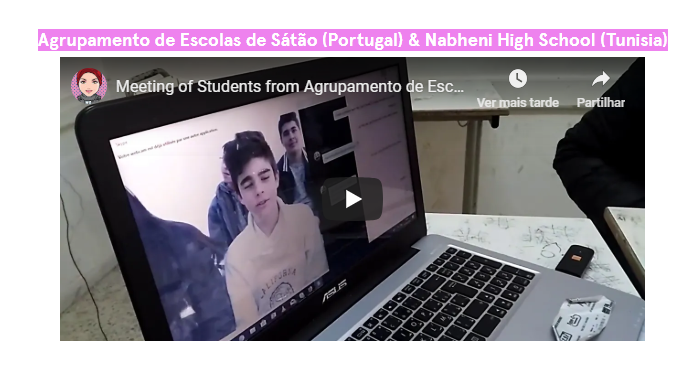 Agrupamento de Escolas de Sátão (Portugal) & Nabheni High School (Tunisia)
Meeting of Students from Agrupamento de Esc...
Ver mais tarde
Partilhar
ASUS